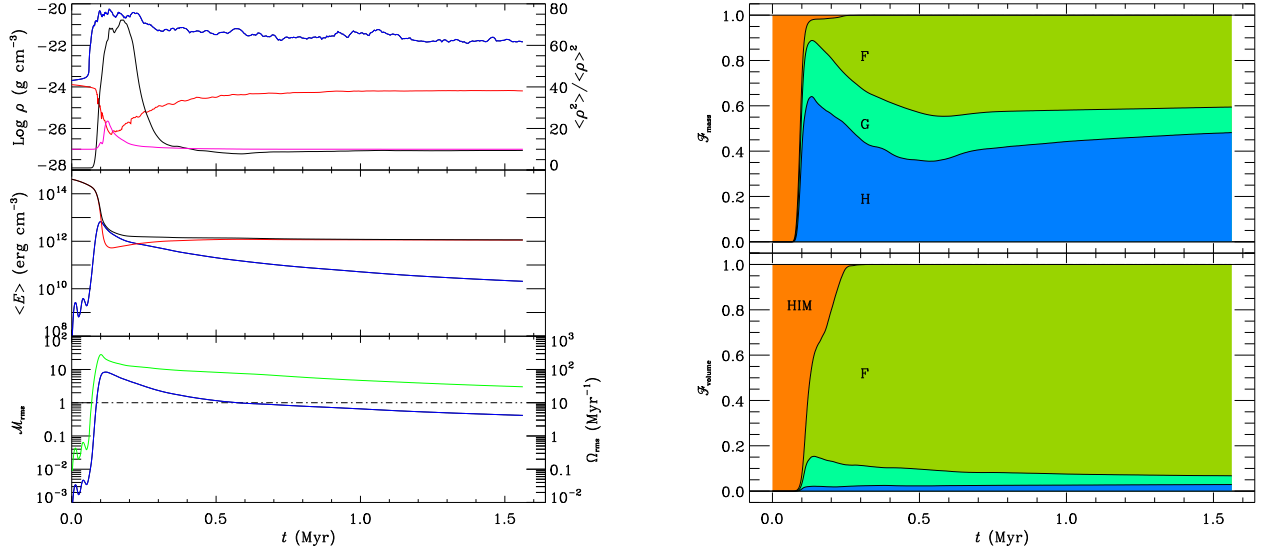 -20
-22
-24
-26
-28
Log ρ (g cm⁻³)
80
60
40
20
0
<ρ²>/<ρ>²
10¹⁴
10¹²
10¹⁰
10⁸
<E> (erg cm⁻³)
10²
10
1
0.1
10⁻²
10⁻³
ℳrms
10³
10²
10
1
0.1
10⁻²
Ωrms (Myr⁻¹)
0.0 0.5 1.0 1.5
t (Myr)
1.0
0.8
0.6
0.4
0.2
0.0
ℱmass
F
G
H
1.0
0.8
0.6
0.4
0.2
0.0
ℱvolume
HIM
F
0.0 0.5 1.0 1.5
t (Myr)